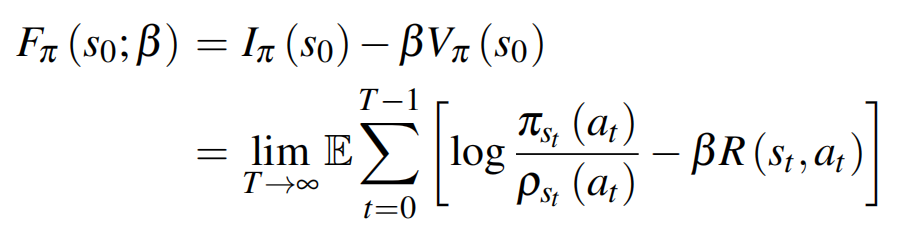 F_π (s_0; β) = I_π (s_0) − βV_π (s_0)
= lim_{T→∞} 𝔼 ∑_{t=0}^{T−1} [ log \frac{π_{s_t} (a_t)}{ρ_{s_t} (a_t)} − βR (s_t, a_t) ]